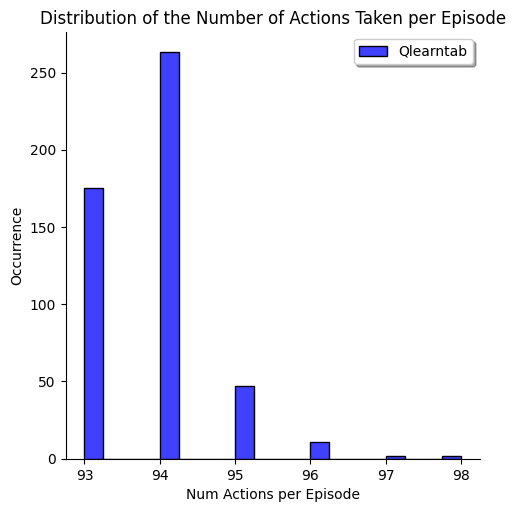 Distribution of the Number of Actions Taken per Episode
Qlearntab
250
200
150
100
50
0
Occurrence
93 94 95 96 97 98
Num Actions per Episode